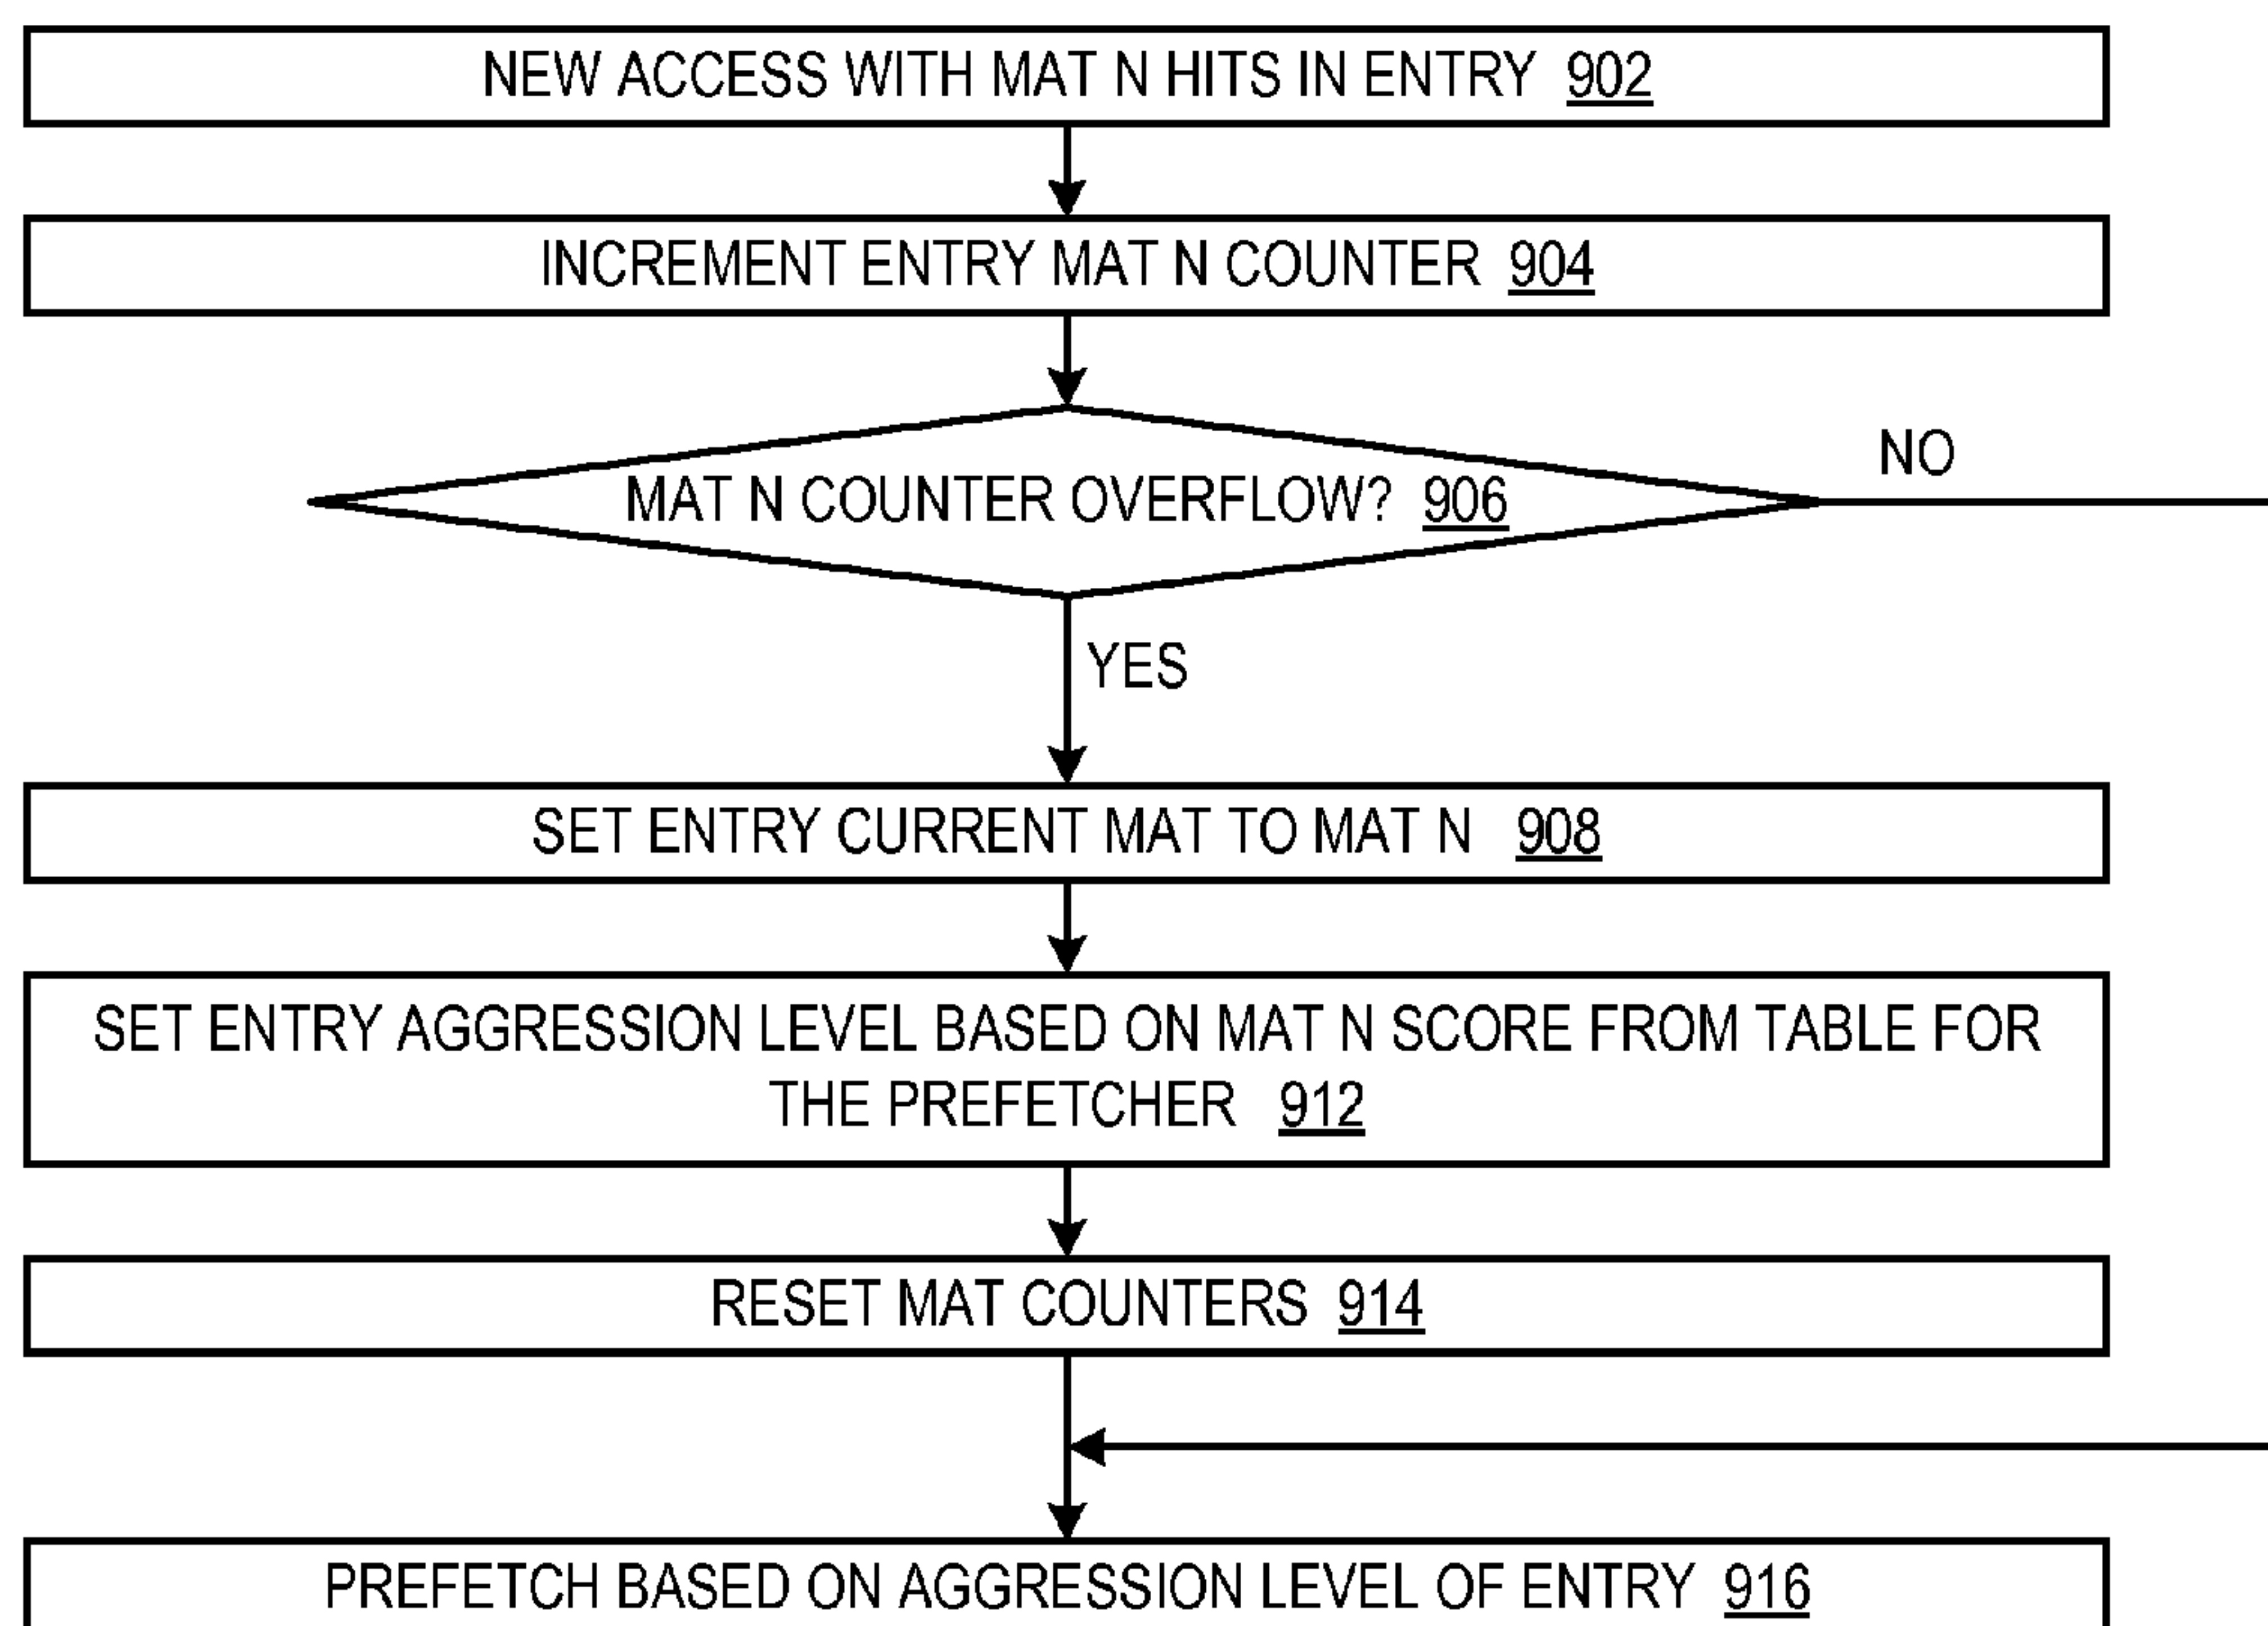 NEW ACCESS WITH MAT N HITS IN ENTRY 902
INCREMENT ENTRY MAT N COUNTER 904
NO
MAT N COUNTER OVERFLOW? 906
YES
SET ENTRY CURRENT MAT TO MAT N 908
SET ENTRY AGGRESSION LEVEL BASED ON MAT N SCORE FROM TABLE FOR
THE PREFETCHER 912
RESET MAT COUNTERS 914
PREFETCH BASED ON AGGRESSION LEVEL OF ENTRY 916